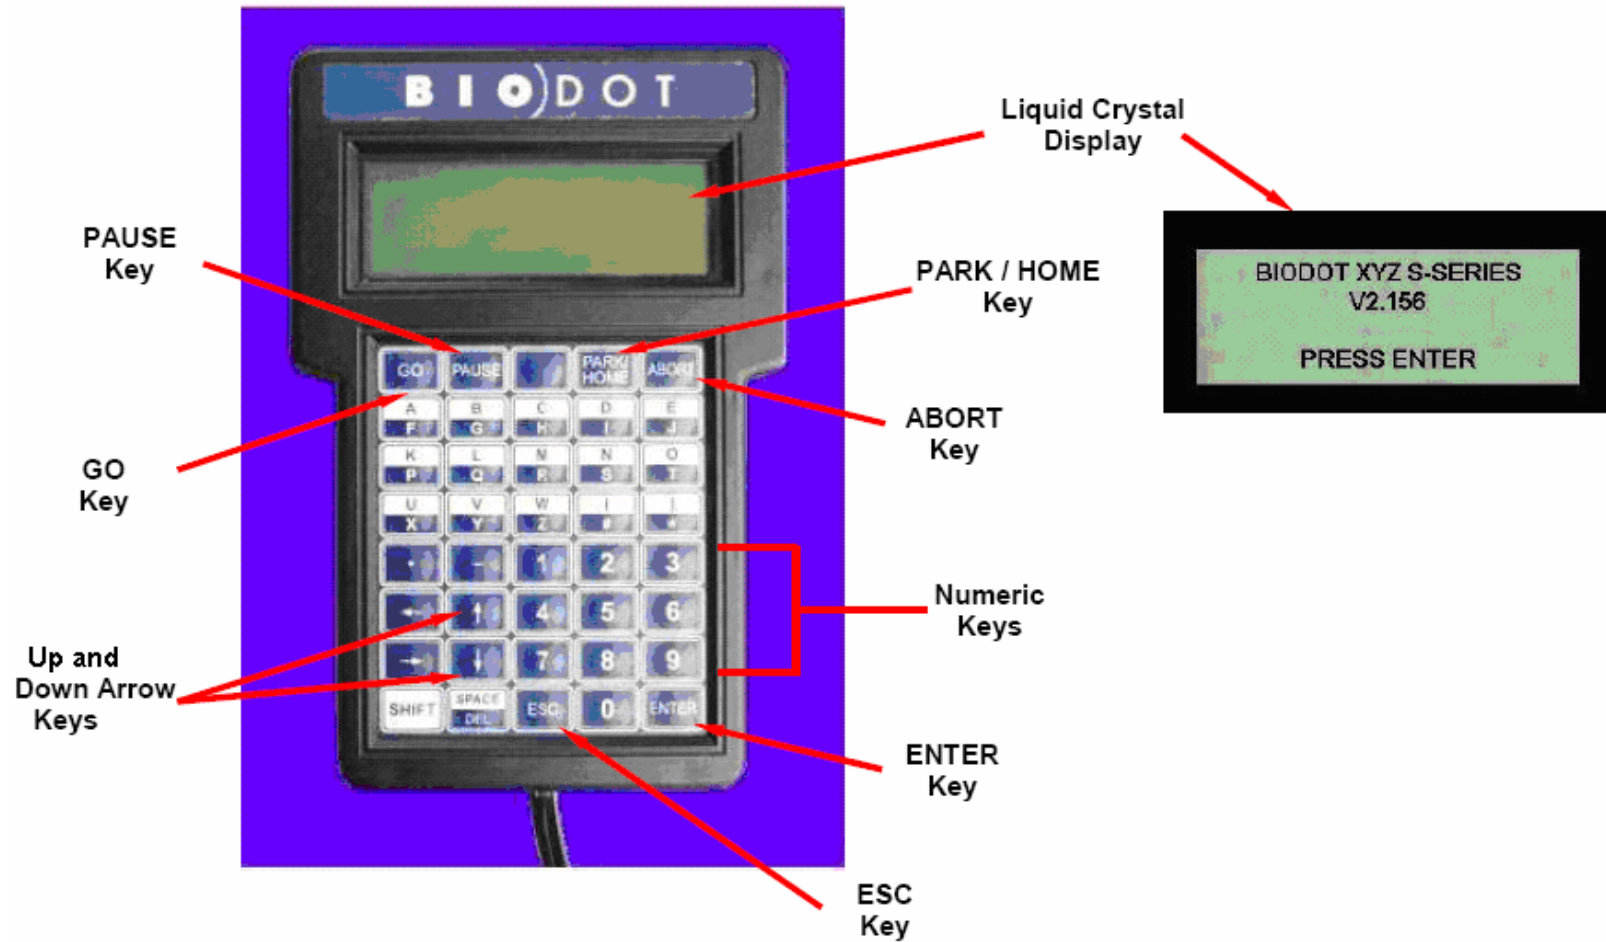 BIODOT
Liquid Crystal
Display
PAUSE
Key
PARK / HOME
Key
BIODOT XYZ S-SERIES
V2.156
PRESS ENTER
GO PAUSE PARK/ ABORT
HOME
ABORT
Key
GO
Key
A B C D E
F G H I J
K L M N O
P Q R S T
U V W
X Y Z # *
. - 1 2 3
← ↑ 4 5 6
→ ↓ 7 8 9
SHIFT SPACE ESC 0 ENTER
DEL
Numeric
Keys
Up and
Down Arrow
Keys
ENTER
Key
ESC
Key